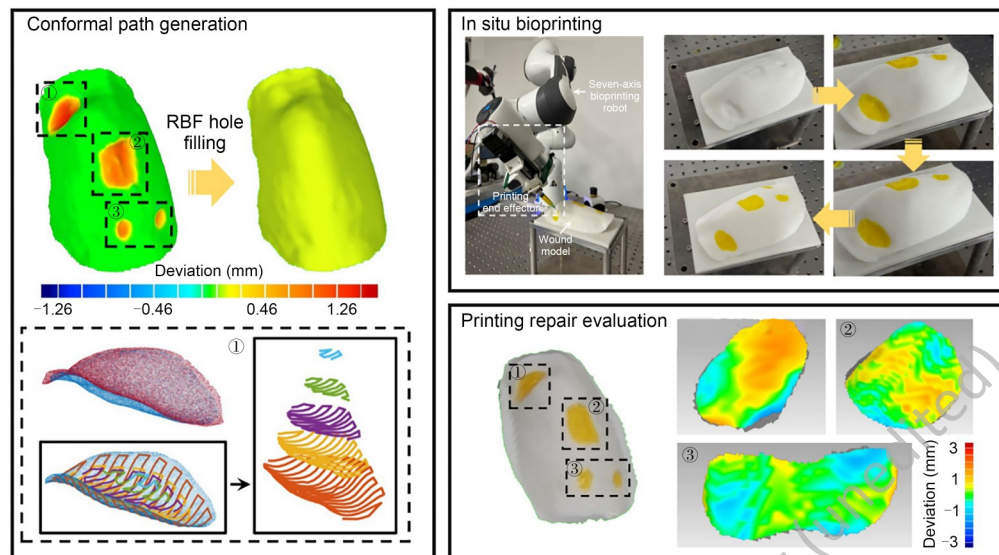 Conformal path generation
①
②
③
RBF hole
filling
Deviation (mm)
−1.26
−0.46
0.46
1.26
①
In situ bioprinting
Seven-axis
bioprinting
robot
Printing
end effector
Wound
model
Printing repair evaluation
①
②
③
②
③
Deviation (mm)
3
1
−1
−3